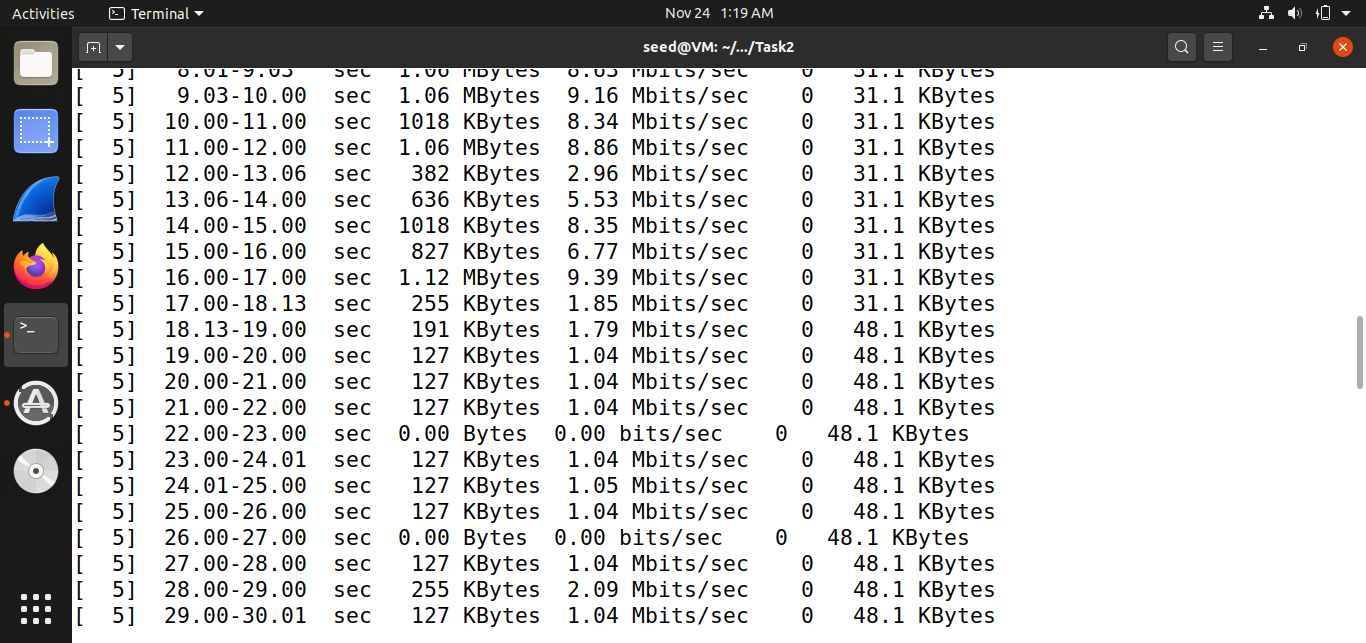 Activities Terminal Nov 24 1:19 AM
seed@VM: ~/.../Task2
[  5]   8.01-9.03   sec  1.06 MBytes  8.63 Mbits/sec    0   31.1 KBytes
[  5]   9.03-10.00  sec  1.06 MBytes  9.16 Mbits/sec    0   31.1 KBytes
[  5]  10.00-11.00  sec  1018 KBytes  8.34 Mbits/sec    0   31.1 KBytes
[  5]  11.00-12.00  sec  1.06 MBytes  8.86 Mbits/sec    0   31.1 KBytes
[  5]  12.00-13.06  sec   382 KBytes  2.96 Mbits/sec    0   31.1 KBytes
[  5]  13.06-14.00  sec   636 KBytes  5.53 Mbits/sec    0   31.1 KBytes
[  5]  14.00-15.00  sec  1018 KBytes  8.35 Mbits/sec    0   31.1 KBytes
[  5]  15.00-16.00  sec   827 KBytes  6.77 Mbits/sec    0   31.1 KBytes
[  5]  16.00-17.00  sec  1.12 MBytes  9.39 Mbits/sec    0   31.1 KBytes
[  5]  17.00-18.13  sec   255 KBytes  1.85 Mbits/sec    0   31.1 KBytes
[  5]  18.13-19.00  sec   191 KBytes  1.79 Mbits/sec    0   48.1 KBytes
[  5]  19.00-20.00  sec   127 KBytes  1.04 Mbits/sec    0   48.1 KBytes
[  5]  20.00-21.00  sec   127 KBytes  1.04 Mbits/sec    0   48.1 KBytes
[  5]  21.00-22.00  sec   127 KBytes  1.04 Mbits/sec    0   48.1 KBytes
[  5]  22.00-23.00  sec  0.00 Bytes  0.00 bits/sec    0   48.1 KBytes
[  5]  23.00-24.01  sec   127 KBytes  1.04 Mbits/sec    0   48.1 KBytes
[  5]  24.01-25.00  sec   127 KBytes  1.05 Mbits/sec    0   48.1 KBytes
[  5]  25.00-26.00  sec   127 KBytes  1.04 Mbits/sec    0   48.1 KBytes
[  5]  26.00-27.00  sec  0.00 Bytes  0.00 bits/sec    0   48.1 KBytes
[  5]  27.00-28.00  sec   127 KBytes  1.04 Mbits/sec    0   48.1 KBytes
[  5]  28.00-29.00  sec   255 KBytes  2.09 Mbits/sec    0   48.1 KBytes
[  5]  29.00-30.01  sec   127 KBytes  1.04 Mbits/sec    0   48.1 KBytes